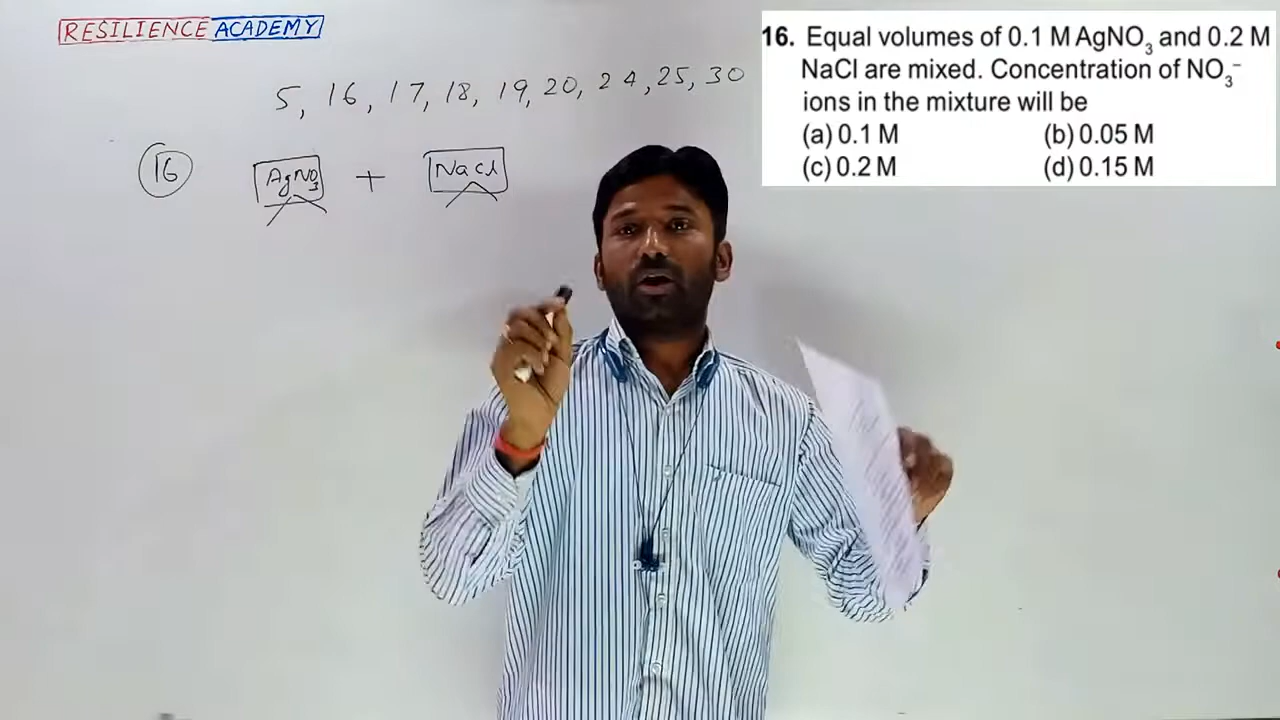 RESILIENCE ACADEMY
5, 16, 17, 18, 19, 20, 24, 25, 30
16 AgNO3 + NaCl
16. Equal volumes of 0.1 M AgNO₃ and 0.2 M
NaCl are mixed. Concentration of NO₃⁻
ions in the mixture will be
(a) 0.1 M (b) 0.05 M
(c) 0.2 M (d) 0.15 M